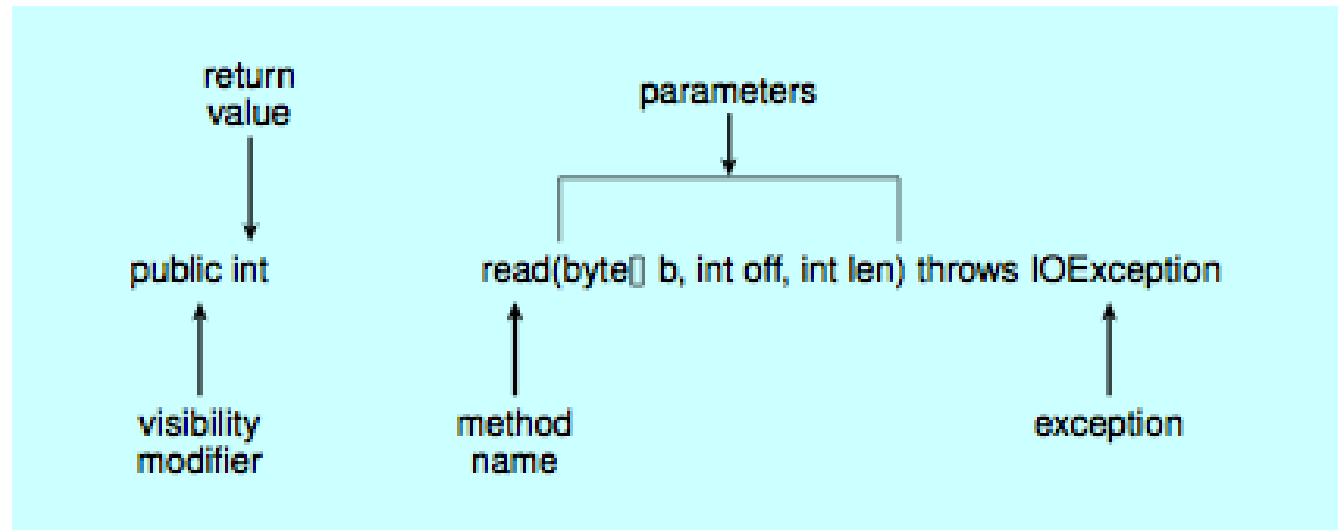 return
value
parameters
public int read(byte[] b, int off, int len) throws IOException
visibility
modifier
method
name
exception